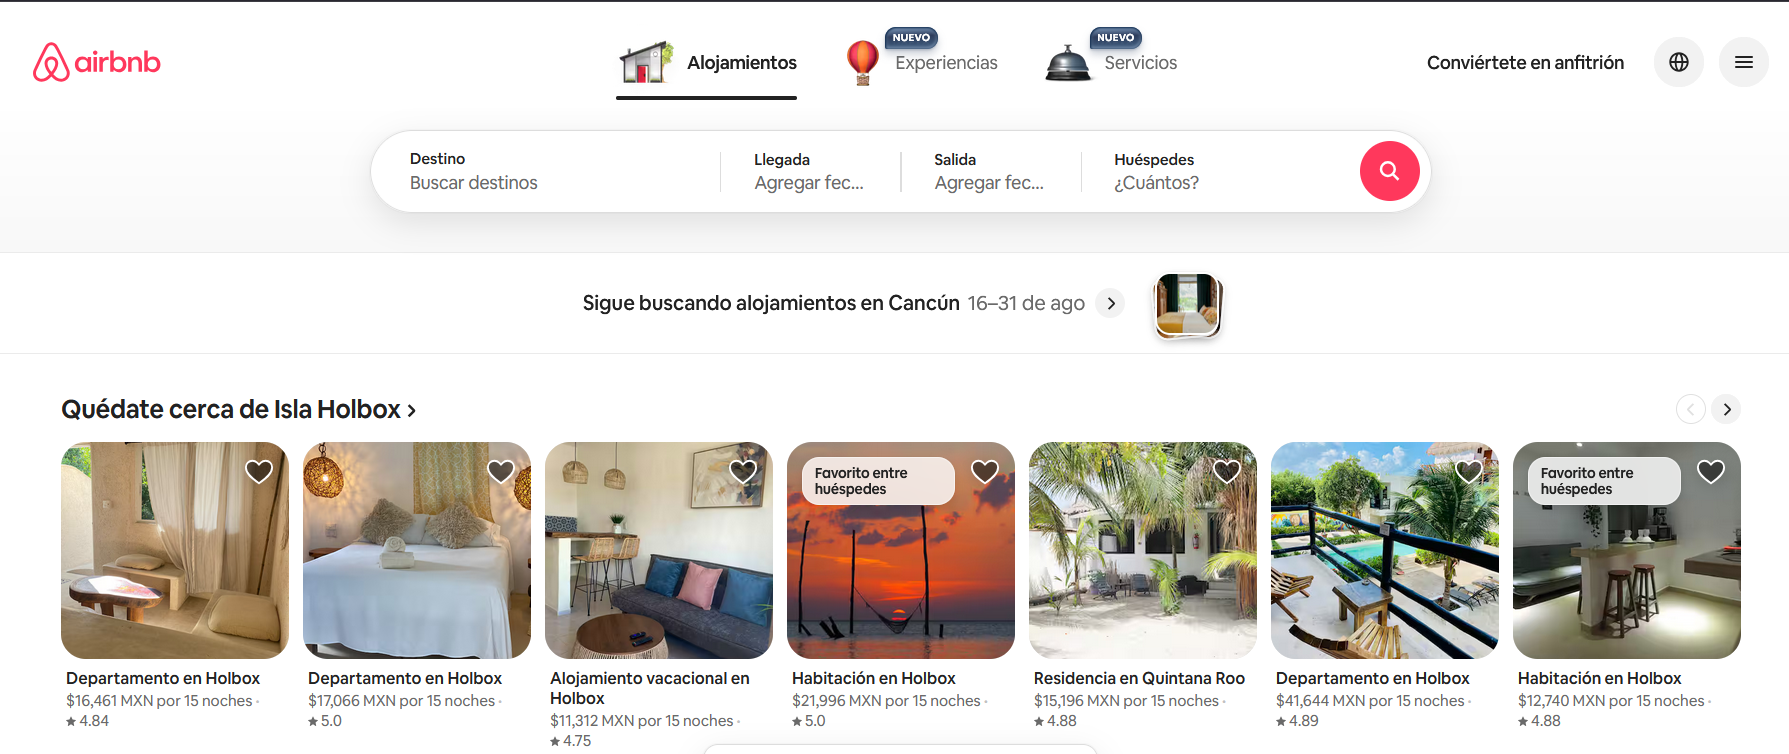 airbnb
Alojamientos
NUEVO
Experiencias
NUEVO
Servicios
Conviértete en anfitrión
Destino
Buscar destinos
Llegada
Agregar fec...
Salida
Agregar fec...
Huéspedes
¿Cuántos?
Sigue buscando alojamientos en Cancún 16–31 de ago
Quédate cerca de Isla Holbox
Departamento en Holbox
$16,461 MXN por 15 noches ·
4.84
Departamento en Holbox
$17,066 MXN por 15 noches ·
5.0
Alojamiento vacacional en
Holbox
$11,312 MXN por 15 noches ·
4.75
Favorito entre
huéspedes
Habitación en Holbox
$21,996 MXN por 15 noches ·
5.0
Residencia en Quintana Roo
$15,196 MXN por 15 noches ·
4.88
Departamento en Holbox
$41,644 MXN por 15 noches ·
4.89
Favorito entre
huéspedes
Habitación en Holbox
$12,740 MXN por 15 noches ·
4.88